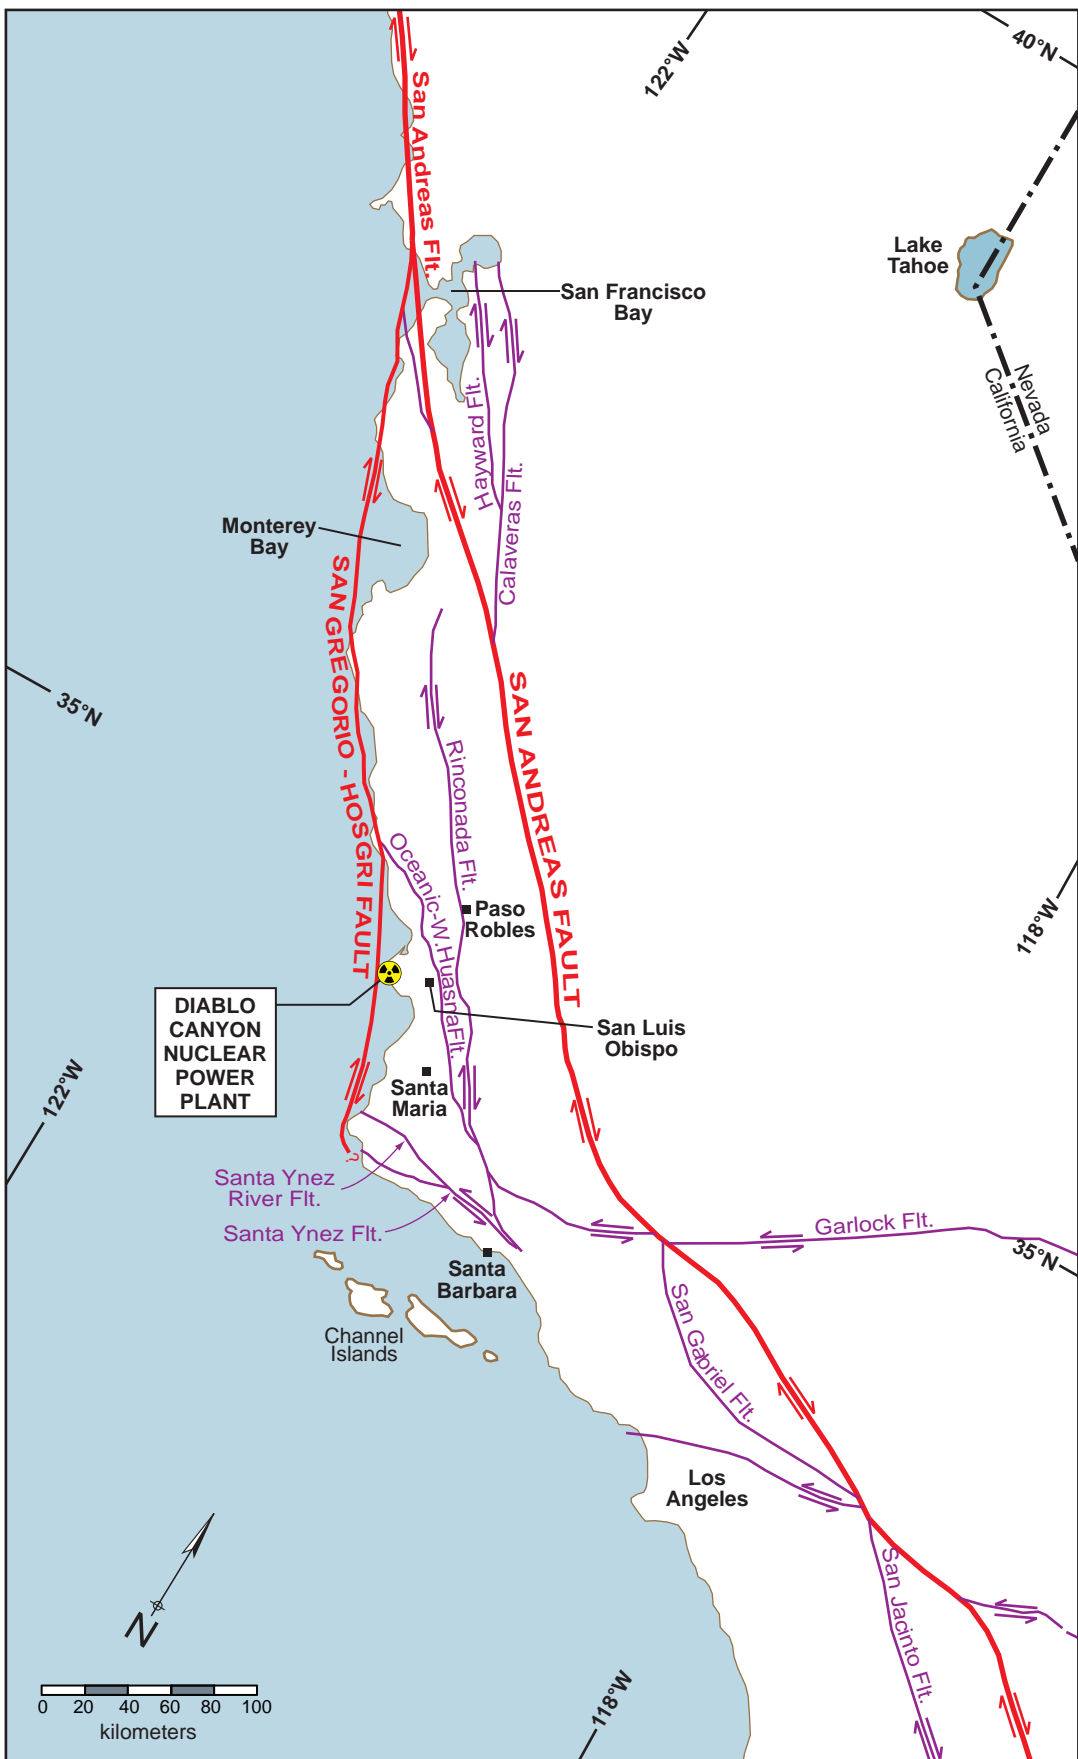 40°N
122°W
San Andreas Flt.
Lake
Tahoe
San Francisco
Bay
Nevada
California
Hayward Flt.
Calaveras Flt.
Monterey
Bay
SAN GREGORIO - HOSGRI FAULT
35°N
SAN ANDREAS FAULT
Rinconada Flt.
Oceanic-W.HuasnaFlt.
Paso
Robles
118°W
DIABLO
CANYON
NUCLEAR
POWER
PLANT
San Luis
Obispo
122°W
Santa
Maria
?
Santa Ynez
River Flt.
Santa Ynez Flt.
Garlock Flt.
35°N
Santa
Barbara
San Gabriel Flt.
Channel
Islands
Los
Angeles
San Jacinto Flt.
N
0 20 40 60 80 100
kilometers
118°W